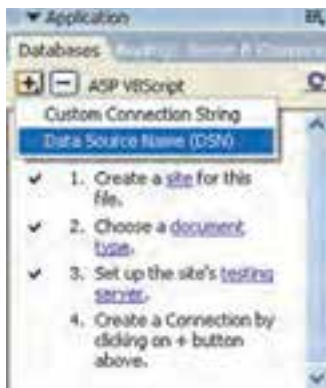 Application
Databases
ASP VBScript
Custom Connection String
Data Source Name (DSN)
1. Create a site for this
file.
2. Choose a document
type.
3. Set up the site's testing
server.
4. Create a Connection by
clicking on + button
above.